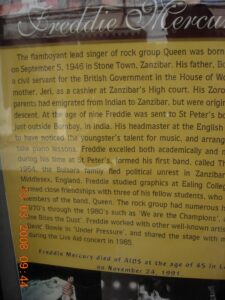 Freddie Mercu
The flamboyant lead singer of rock group Queen was born
on September 5, 1946 in Stone Town, Zanzibar. His father, Bo
a civil servant for the British Government in the House of Wo
mother, Jeri, as a cashier at Zanzibar's High court. His Zoro
parents had emigrated from Indian to Zanzibar, but were origin
descent. At the age of nine Freddie was sent to St Peter's bo
just outside Bombay, in India. His headmaster at the English
to have noticed the youngster's talent for music, and arrange
take piano lessons. Freddie excelled both academically and
during his time at St Peter's, formed his first band, called Th
1964, the Bulsara family fled political unrest in Zanzibar
Middlesex, England. Freddie studied graphics at Ealing College
formed close friendships with three of his fellow students, who
members of the band, Queen. The rock group had numerous h
1970's through the 1980's such as 'We are the Champions',
'One Bites the Dust'. Freddie worked with other well-known artis
Davis' Bowie in 'Under Pressure', and shared the stage with m
during the Live Aid concert in 1985.
Freddie Mercury died of AIDS at the age of 45 in L
on November 24, 1991
2008 09:44